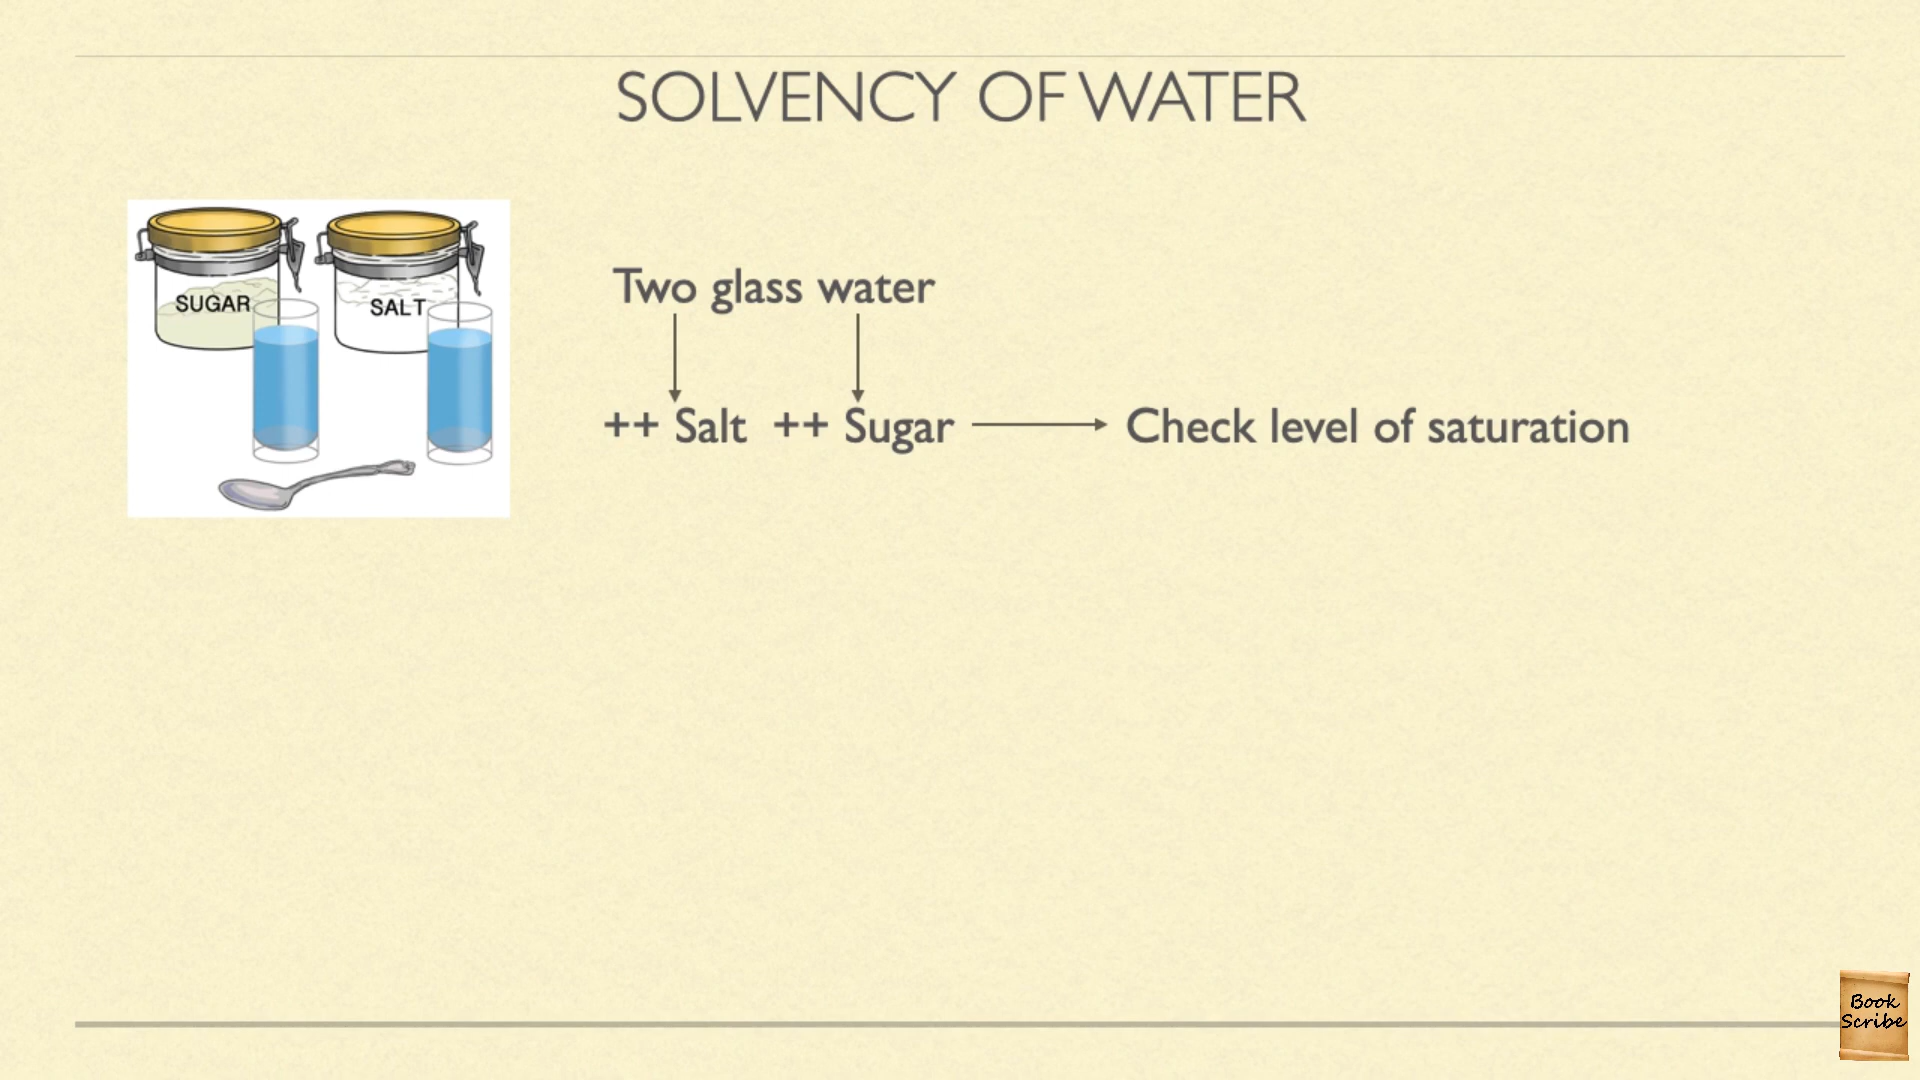 SOLVENCY OF WATER
SUGAR
SALT
Two glass water
++ Salt ++ Sugar
Check level of saturation
Book
Scribe